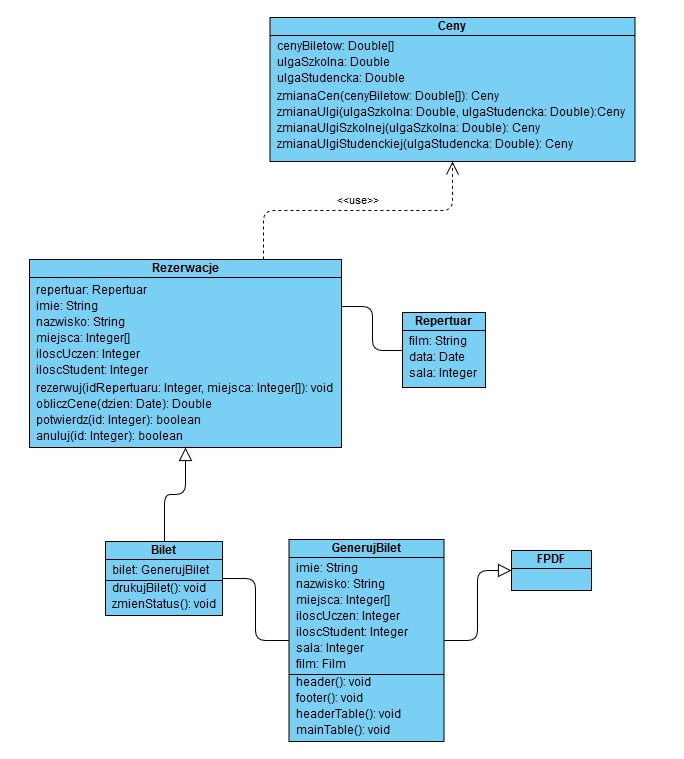 Ceny
cenyBiletow: Double[]
ulgaSzkolna: Double
ulgaStudencka: Double
zmianaCen(cenyBiletow: Double[]): Ceny
zmianaUlgi(ulgaSzkolna: Double, ulgaStudencka: Double):Ceny
zmianaUlgiSzkolnej(ulgaSzkolna: Double): Ceny
zmianaUlgiStudenckiej(ulgaStudencka: Double): Ceny
<<use>>
Rezerwacje
repertuar: Repertuar
imie: String
nazwisko: String
miejsca: Integer[]
iloscUczen: Integer
iloscStudent: Integer
rezerwuj(idRepertuaru: Integer, miejsca: Integer[]): void
obliczCene(dzien: Date): Double
potwierdz(id: Integer): boolean
anuluj(id: Integer): boolean
Repertuar
film: String
data: Date
sala: Integer
Bilet
bilet: GenerujBilet
drukujBilet(): void
zmienStatus(): void
GenerujBilet
imie: String
nazwisko: String
miejsca: Integer[]
iloscUczen: Integer
iloscStudent: Integer
sala: Integer
film: Film
header(): void
footer(): void
headerTable(): void
mainTable(): void
FPDF